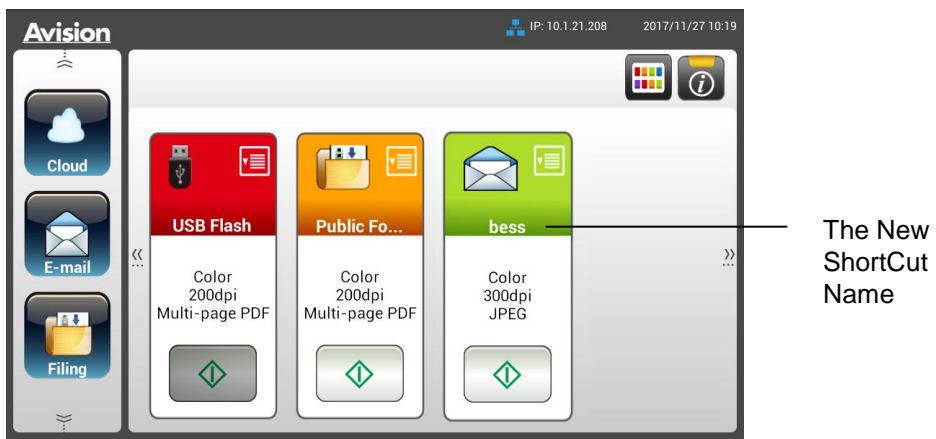 Avision
IP: 10.1.21.208
2017/11/27 10:19
Cloud
E-mail
Filing
USB Flash
Color
200dpi
Multi-page PDF
Public Fo...
Color
200dpi
Multi-page PDF
bess
Color
300dpi
JPEG
The New
ShortCut
Name